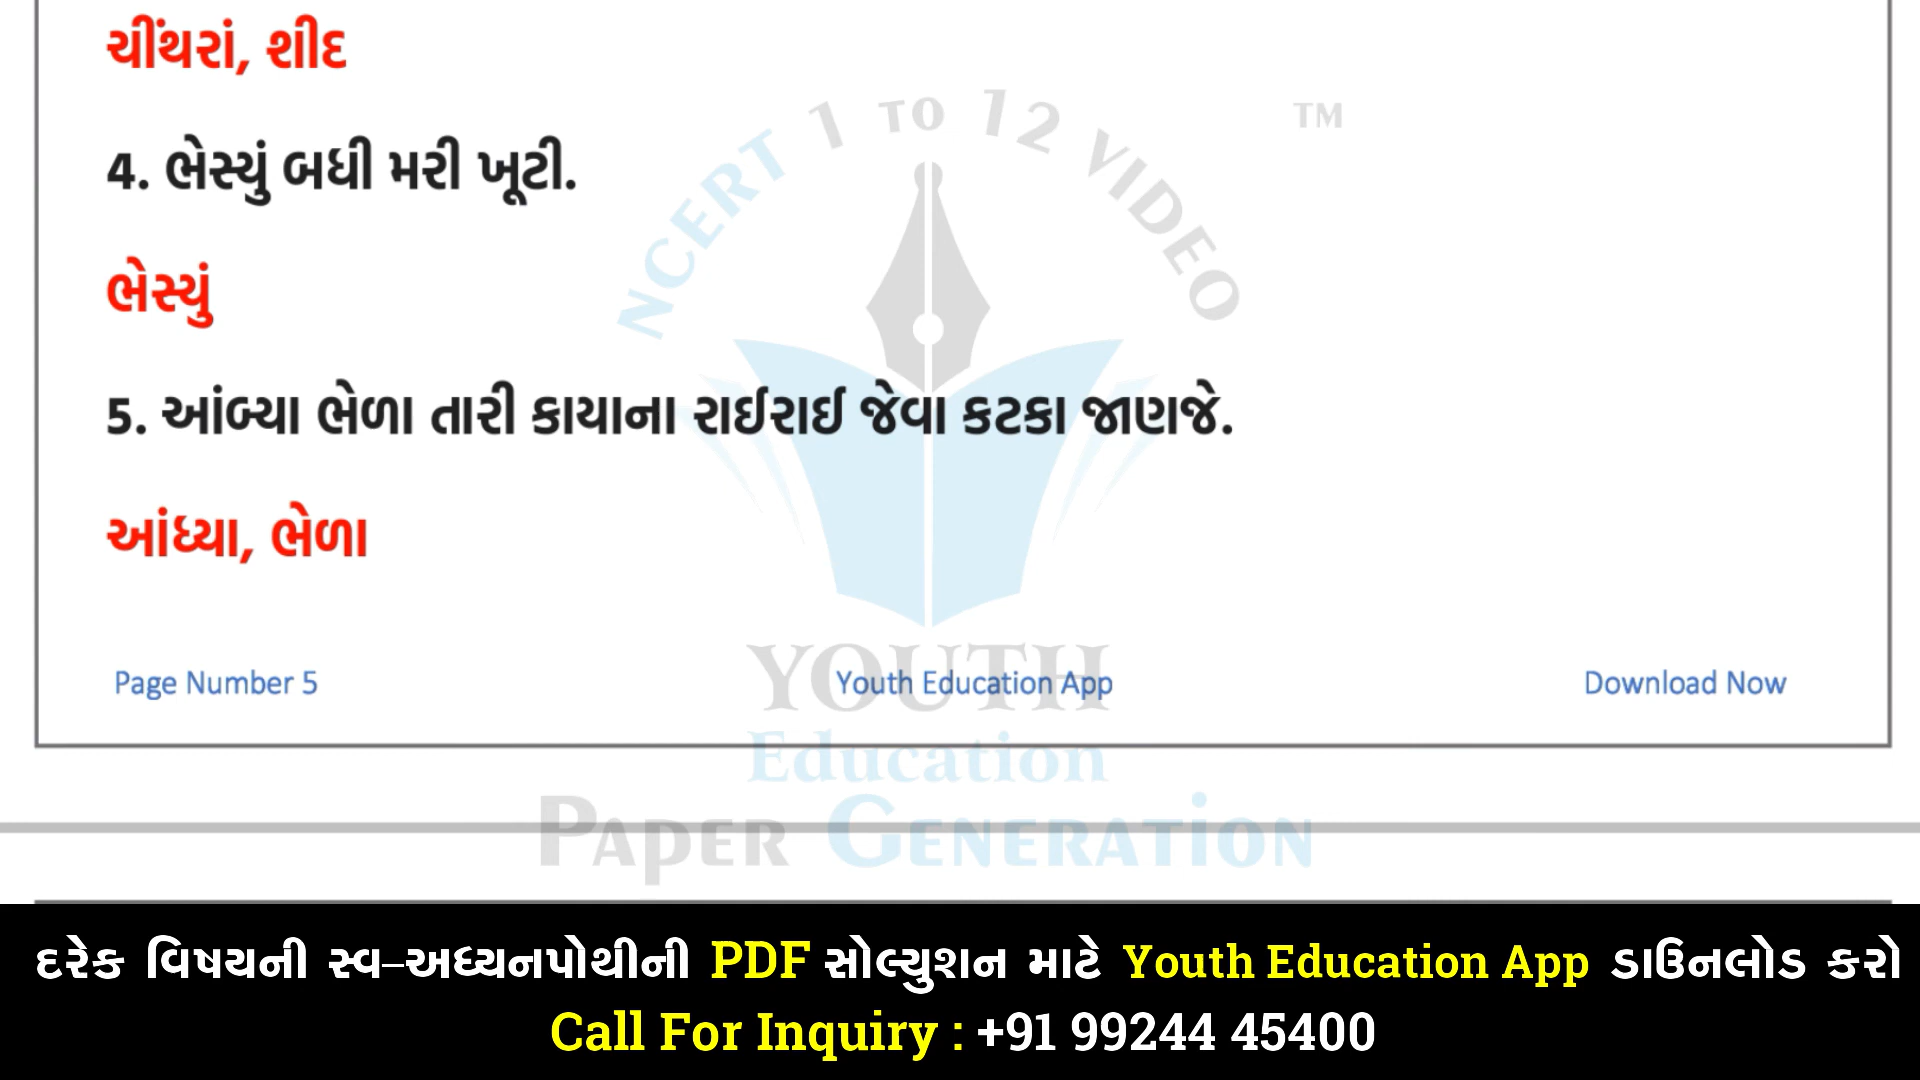 ચીંથરાં, શીદ
NCERT 1 TO 12 VIDEO
TM
4. ભેસ્યું બધી મરી ખૂટી.
ભેસ્યું
5. આંબ્યા ભેળા તારી કાયાના રાઈરાઈ જેવા કટકા જાણજે.
આંધ્યા, ભેળા
Page Number 5 Youth Education App Download Now
YOUTH
Education
PAPER GENERATION
દરેક વિષયની સ્વ–અધ્યનપોથીની PDF સોલ્યુશન માટે Youth Education App ડાઉનલોડ કરો
Call For Inquiry : +91 99244 45400